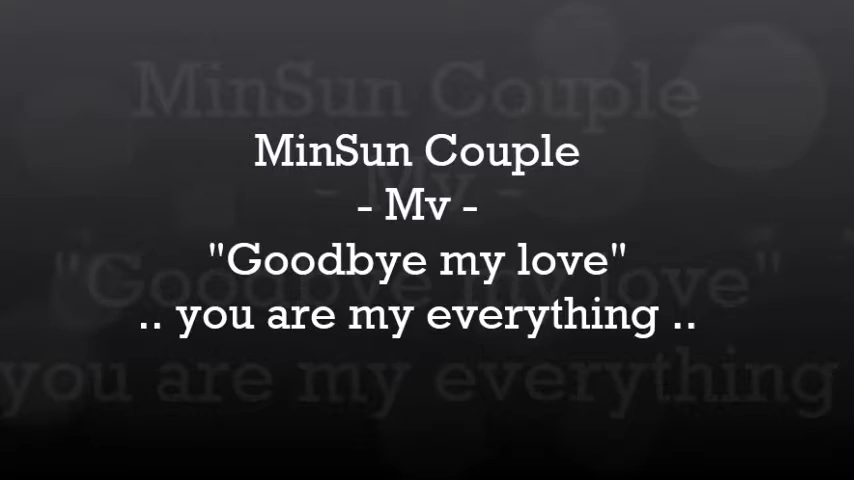 MinSun Couple
- Mv -
"Goodbye my love"
.. you are my everything ..